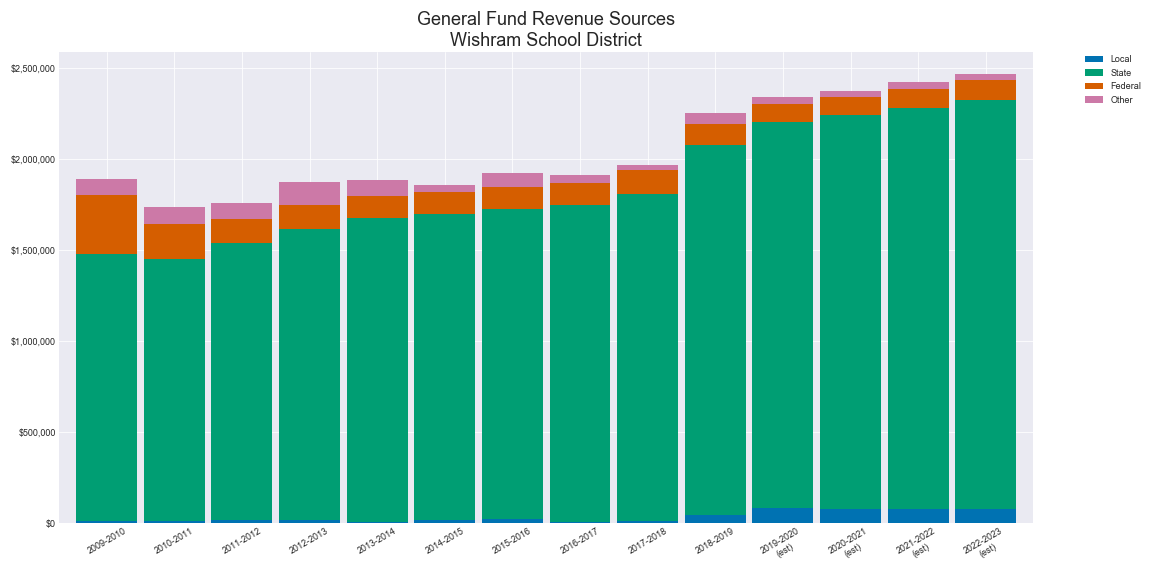 General Fund Revenue Sources
Wishram School District
Local
State
Federal
Other
$2,500,000
$2,000,000
$1,500,000
$1,000,000
$500,000
$0
2009-2010
2010-2011
2011-2012
2012-2013
2013-2014
2014-2015
2015-2016
2016-2017
2017-2018
2018-2019
2019-2020
(est)
2020-2021
(est)
2021-2022
(est)
2022-2023
(est)